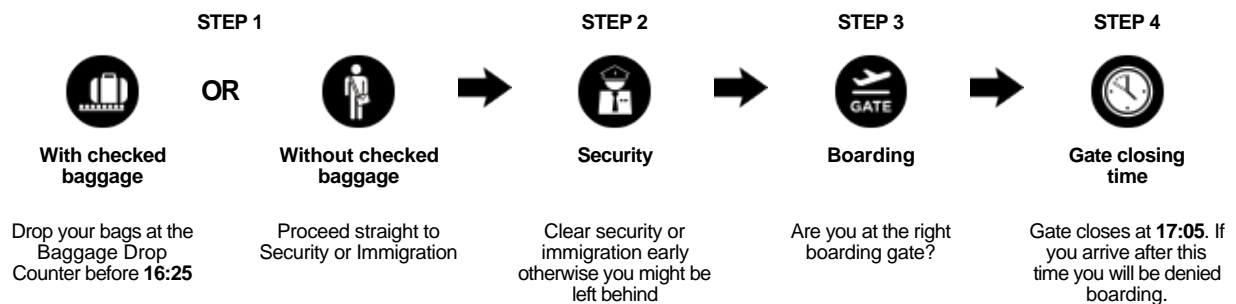 STEP 1
STEP 2
STEP 3
STEP 4
OR
GATE
With checked
baggage
Without checked
baggage
Security
Boarding
Gate closing
time
Drop your bags at the
Baggage Drop
Counter before 16:25
Proceed straight to
Security or Immigration
Clear security or
immigration early
otherwise you might be
left behind
Are you at the right
boarding gate?
Gate closes at 17:05. If
you arrive after this
time you will be denied
boarding.